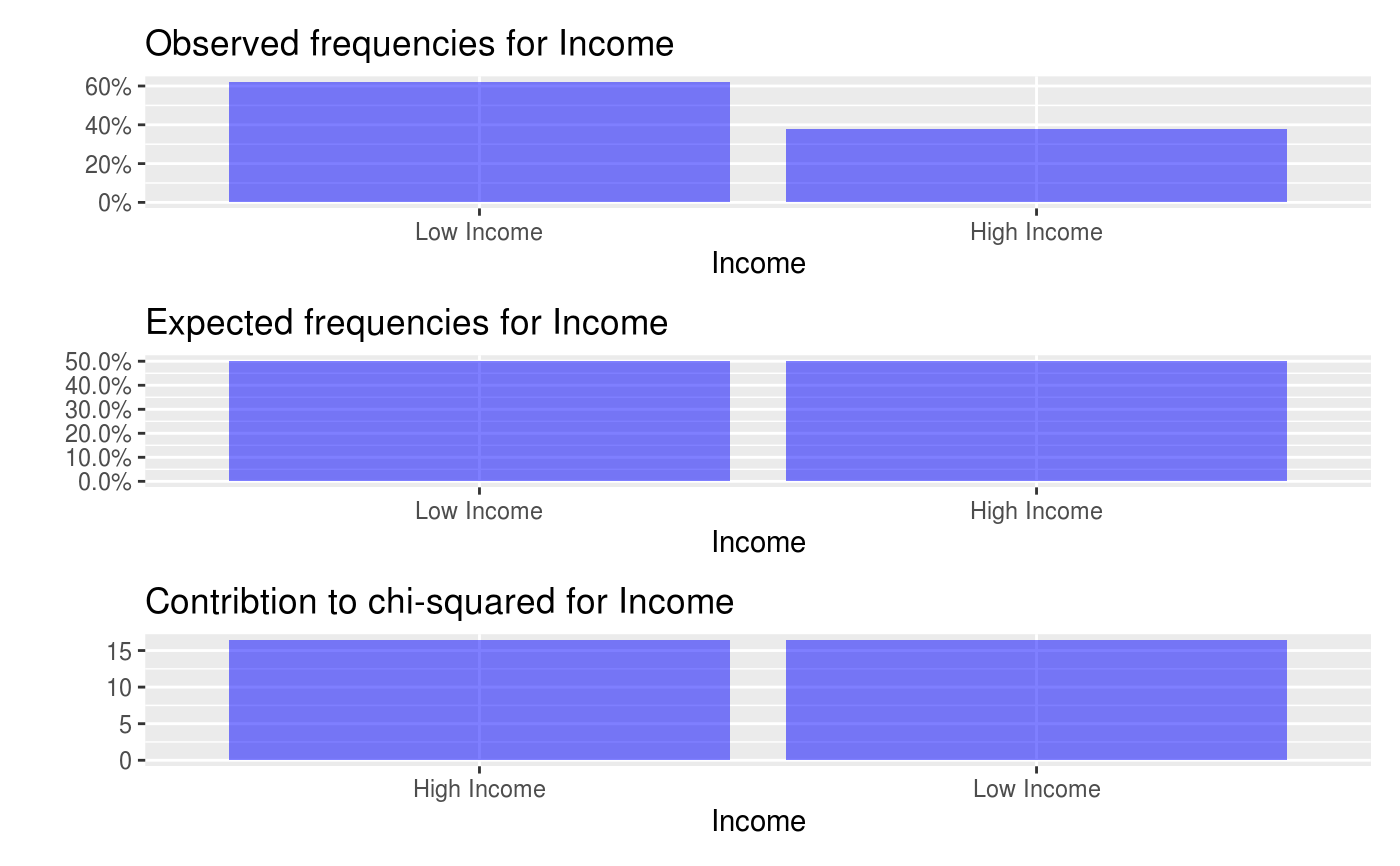 Observed frequencies for Income
60%
40%
20%
0%
Low Income High Income
Income
Expected frequencies for Income
50.0%
40.0%
30.0%
20.0%
10.0%
0.0%
Low Income High Income
Income
Contribtion to chi-squared for Income
15
10
5
0
High Income Low Income
Income